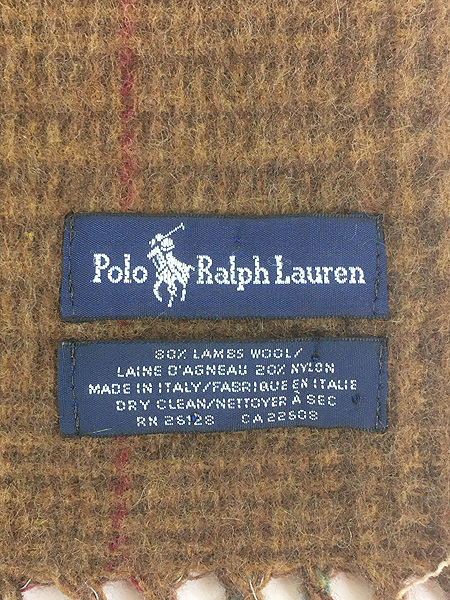 Polo Ralph Lauren
80% LAMBS WOOL/
LAINE D'AGNEAU 20% NYLON
MADE IN ITALY/FABRIQUE EN ITALIE
DRY CLEAN/NETTOYER À SEC
RN 26128 CA 22608